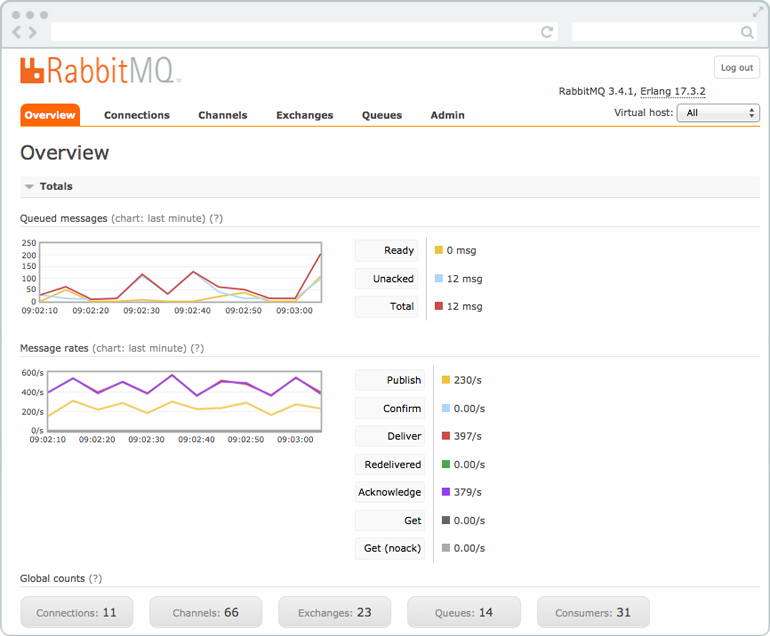 RabbitMQ
Log out
RabbitMQ 3.4.1, Erlang 17.3.2
Overview Connections Channels Exchanges Queues Admin Virtual host: All
Overview
Totals
Queued messages (chart: last minute) (?)
250
200
150
100
50
0
09:02:10 09:02:20 09:02:30 09:02:40 09:02:50 09:03:00
Ready 0 msg
Unacked 12 msg
Total 12 msg
Message rates (chart: last minute) (?)
600/s
400/s
200/s
0/s
09:02:10 09:02:20 09:02:30 09:02:40 09:02:50 09:03:00
Publish 230/s
Confirm 0.00/s
Deliver 397/s
Redelivered 0.00/s
Acknowledge 379/s
Get 0.00/s
Get (noack) 0.00/s
Global counts (?)
Connections: 11 Channels: 66 Exchanges: 23 Queues: 14 Consumers: 31